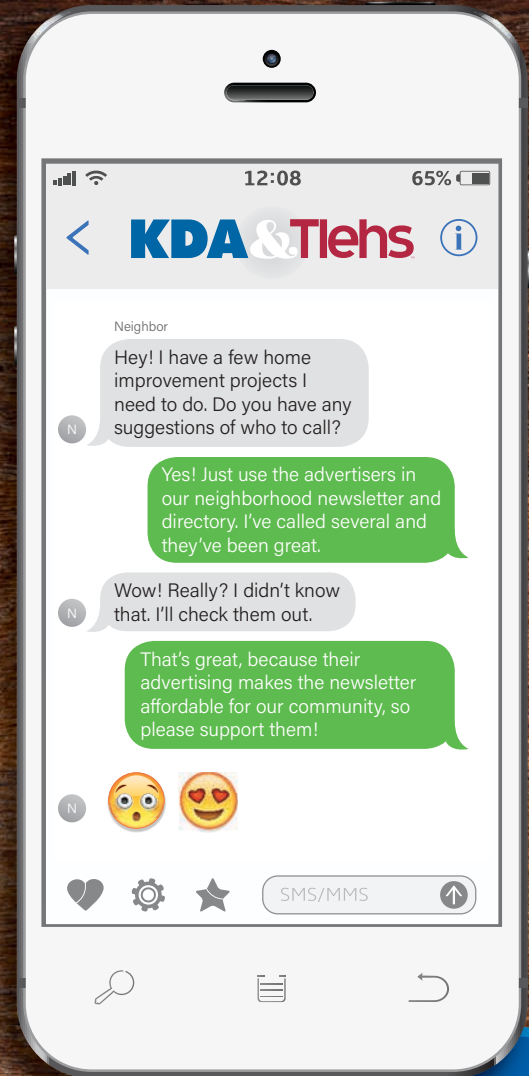 12:08
65%
KDA&Tlehs
Neighbor
Hey! I have a few home
improvement projects I
need to do. Do you have any
suggestions of who to call?
N
Yes! Just use the advertisers in
our neighborhood newsletter and
directory. I've called several and
they've been great.
Wow! Really? I didn't know
that. I'll check them out.
N
That's great, because their
advertising makes the newsletter
affordable for our community, so
please support them!
N
SMS/MMS